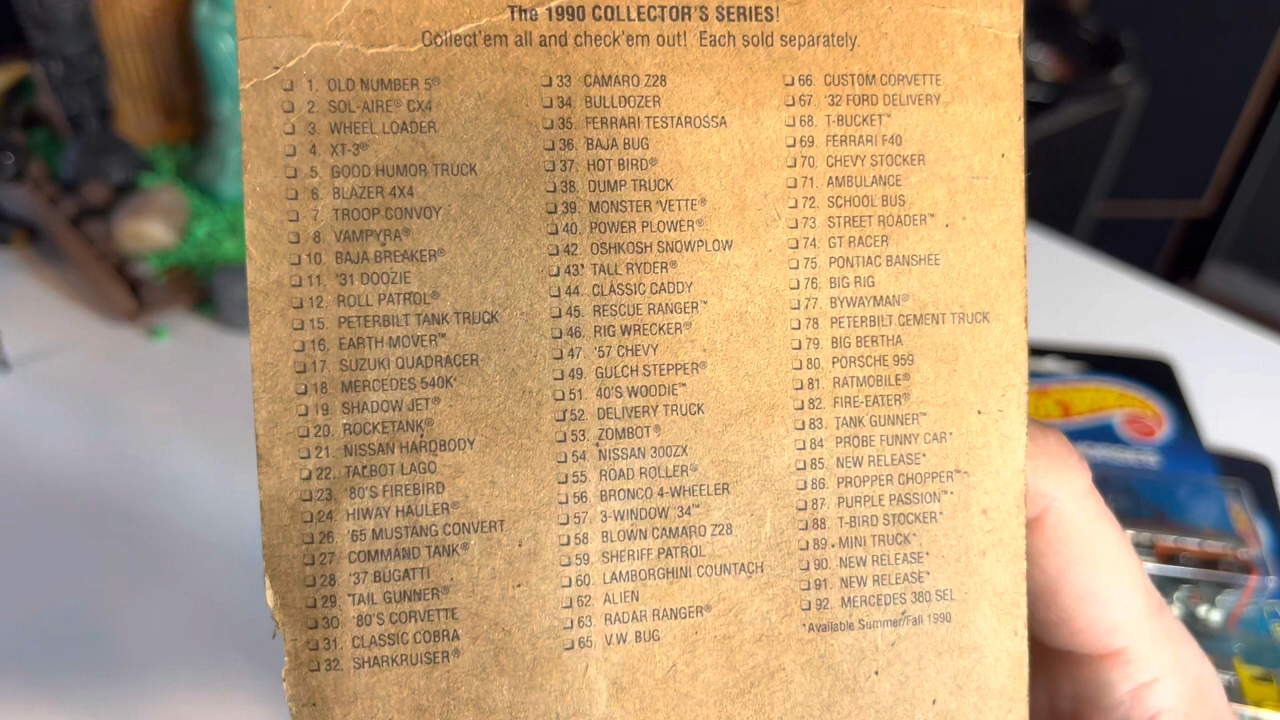 The 1990 COLLECTOR'S SERIES!
Collect'em all and check'em out! Each sold separately.
1. OLD NUMBER 5®
2. SOL-AIRE® CX4
3. WHEEL LOADER
4. XT-3®
5. GOOD HUMOR TRUCK
6. BLAZER 4X4
7. TROOP CONVOY
8. VAMPYRA®
10. BAJA BREAKER®
11. '31 DOOZIE
12. ROLL PATROL®
15. PETERBILT TANK TRUCK
16. EARTH MOVER™
17. SUZUKI QUADRACER
18. MERCEDES 540K*
19. SHADOW JET®
20. ROCKETANK®
21. NISSAN HARDBODY
22. TALBOT LAGO
23. '80'S FIREBIRD
24. HIWAY HAULER®
26. '65 MUSTANG CONVERT.
27. COMMAND TANK®
28. '37 BUGATTI
29. TAIL GUNNER®
30. '80'S CORVETTE
31. CLASSIC COBRA
32. SHARKRUISER®
33. CAMARO Z28
34. BULLDOZER
35. FERRARI TESTAROSSA
36. BAJA BUG
37. HOT BIRD®
38. DUMP TRUCK
39. MONSTER 'VETTE®
40. POWER PLOWER®
42. OSHKOSH SNOWPLOW
43. TALL RYDER®
44. CLASSIC CADDY
45. RESCUE RANGER™
46. RIG WRECKER®
47. '57 CHEVY
49. GULCH STEPPER®
51. 40'S WOODIE™
52. DELIVERY TRUCK
53. ZOMBOT®
54. NISSAN 300ZX
55. ROAD ROLLER®
56. BRONCO 4-WHEELER
57. 3-WINDOW '34™
58. BLOWN CAMARO Z28
59. SHERIFF PATROL
60. LAMBORGHINI COUNTACH
62. ALIEN
63. RADAR RANGER®
65. V.W. BUG
66. CUSTOM CORVETTE
67. '32 FORD DELIVERY
68. T-BUCKET™
69. FERRARI F40
70. CHEVY STOCKER
71. AMBULANCE
72. SCHOOL BUS
73. STREET ROADER™
74. GT RACER
75. PONTIAC BANSHEE
76. BIG RIG
77. BYWAYMAN®
78. PETERBILT CEMENT TRUCK
79. BIG BERTHA
80. PORSCHE 959
81. RATMOBILE®
82. FIRE-EATER®
83. TANK GUNNER™
84. PROBE FUNNY CAR*
85. NEW RELEASE*
86. PROPPER CHOPPER™*
87. PURPLE PASSION™*
88. T-BIRD STOCKER*
89. MINI TRUCK*
90. NEW RELEASE*
91. NEW RELEASE*
92. MERCEDES 380 SEL
*Available Summer/Fall 1990